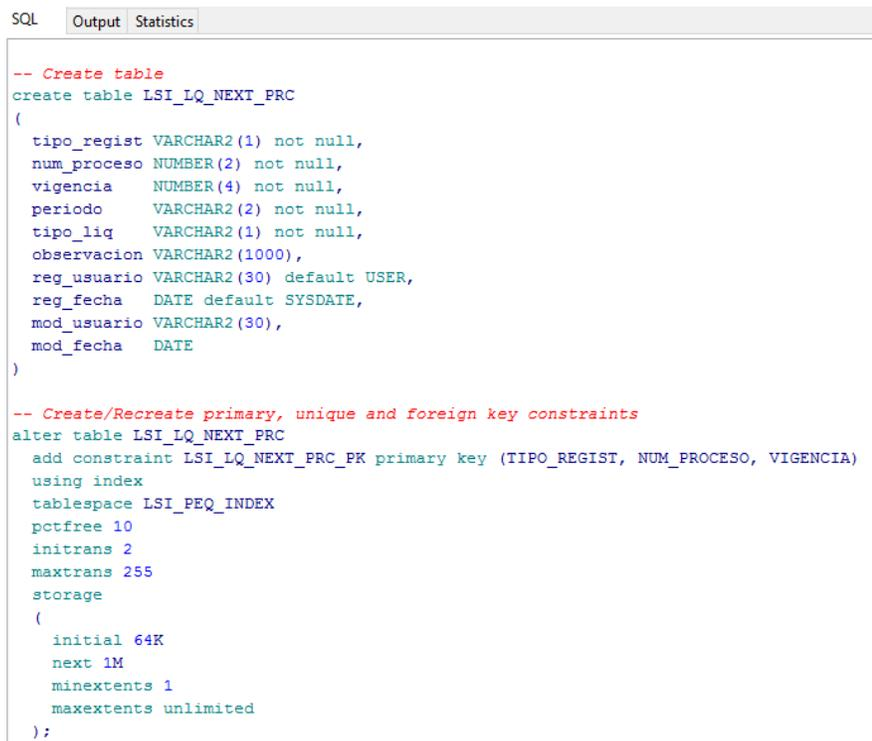 SQL Output Statistics
-- Create table
create table LSI_LQ_NEXT_PRC
(
  tipo_regist VARCHAR2(1) not null,
  num_proceso NUMBER(2) not null,
  vigencia    NUMBER(4) not null,
  periodo     VARCHAR2(2) not null,
  tipo_liq    VARCHAR2(1) not null,
  observacion VARCHAR2(1000),
  reg_usuario VARCHAR2(30) default USER,
  reg_fecha   DATE default SYSDATE,
  mod_usuario VARCHAR2(30),
  mod_fecha   DATE
)
-- Create/Recreate primary, unique and foreign key constraints
alter table LSI_LQ_NEXT_PRC
  add constraint LSI_LQ_NEXT_PRC_PK primary key (TIPO_REGIST, NUM_PROCESO, VIGENCIA)
  using index
  tablespace LSI_PEQ_INDEX
  pctfree 10
  initrans 2
  maxtrans 255
  storage
  (
    initial 64K
    next 1M
    minextents 1
    maxextents unlimited
  );